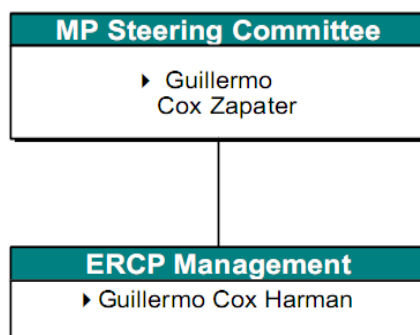 MP Steering Committee
Guillermo
Cox Zapater
ERCP Management
Guillermo Cox Harman